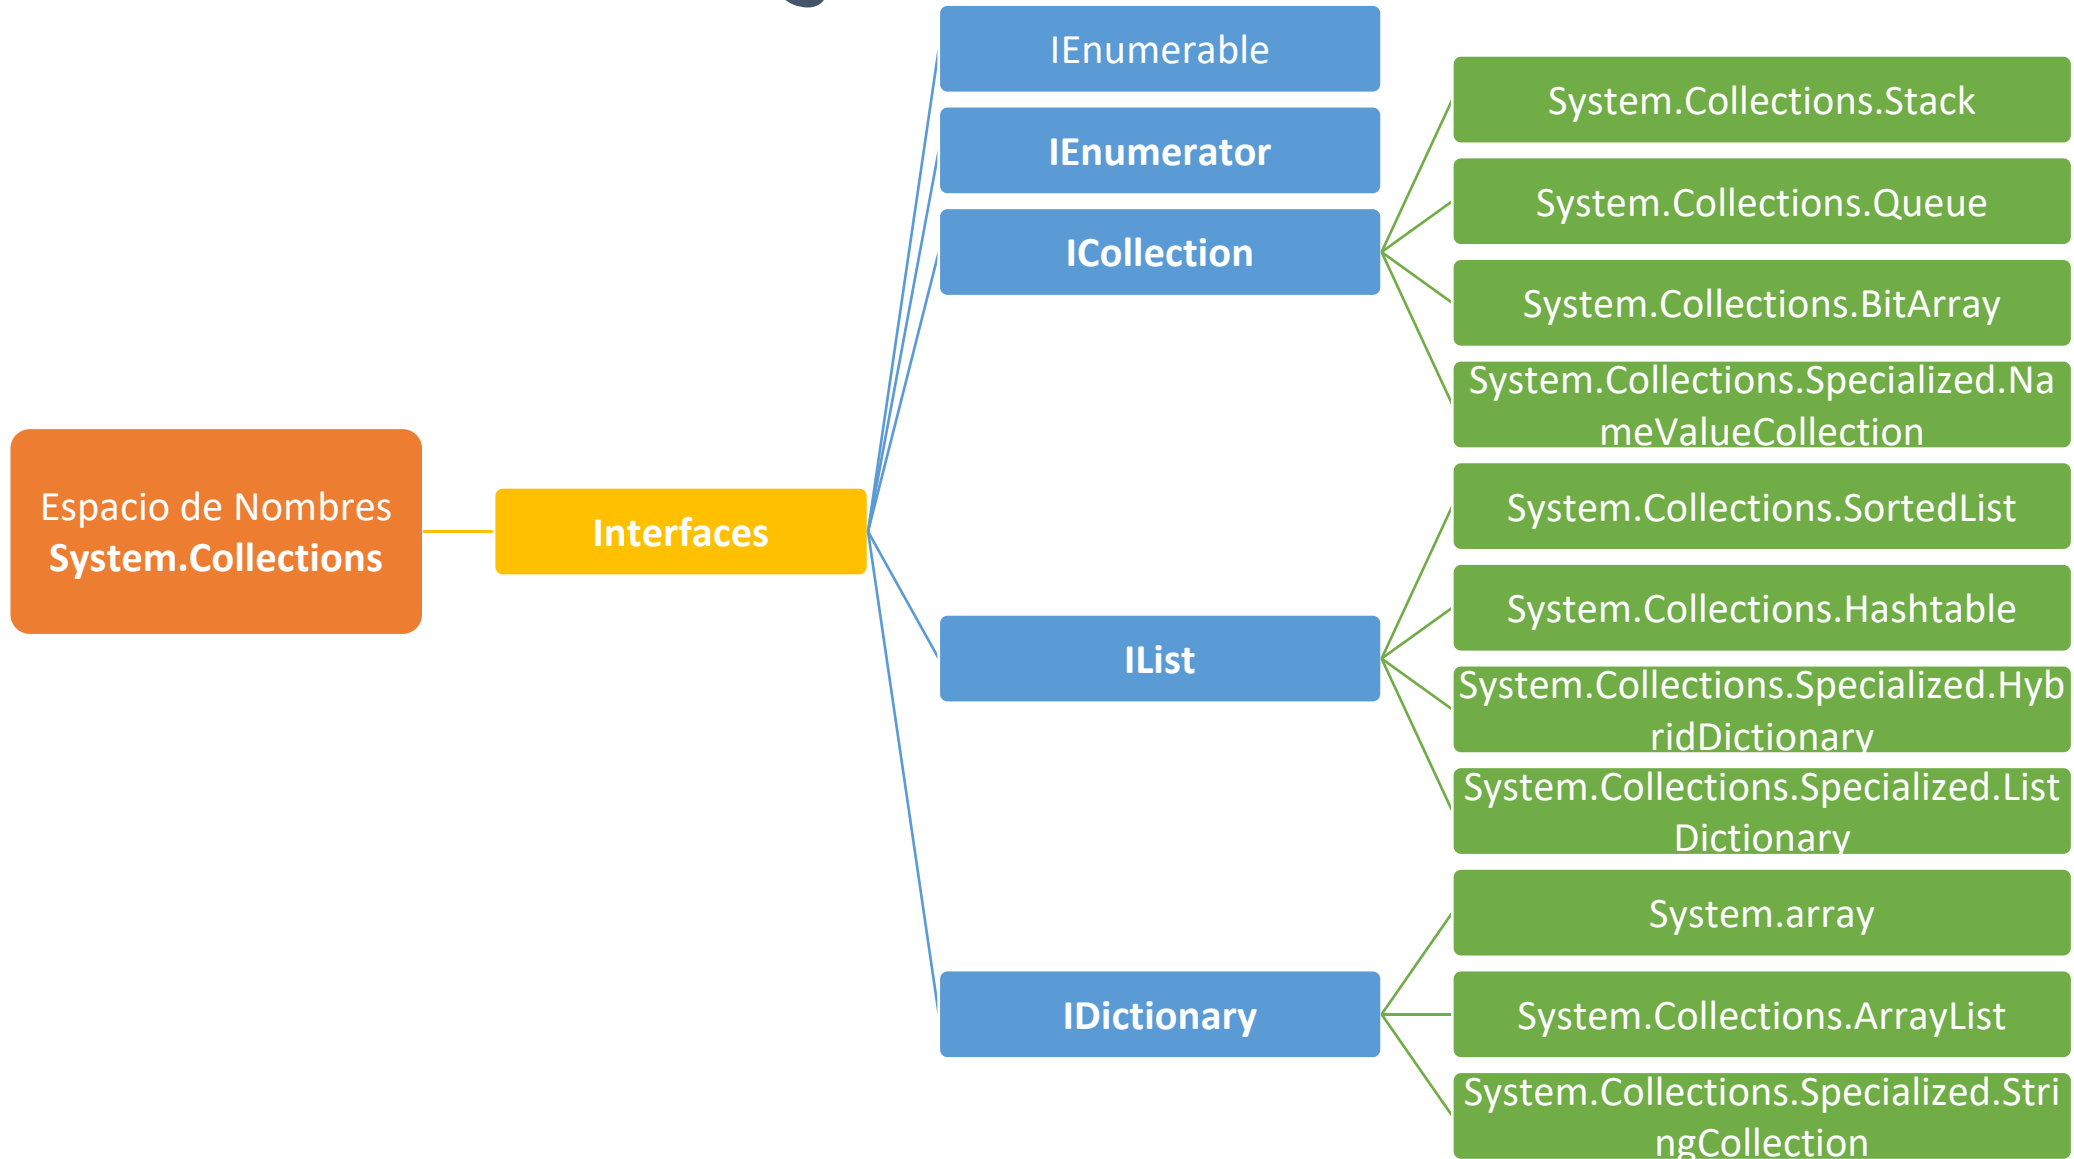 Espacio de Nombres
System.Collections
Interfaces
IEnumerable
IEnumerator
ICollection
System.Collections.Stack
System.Collections.Queue
System.Collections.BitArray
System.Collections.Specialized.Na
meValueCollection
IList
System.Collections.SortedList
System.Collections.Hashtable
System.Collections.Specialized.Hyb
ridDictionary
System.Collections.Specialized.List
Dictionary
IDictionary
System.array
System.Collections.ArrayList
System.Collections.Specialized.Stri
ngCollection